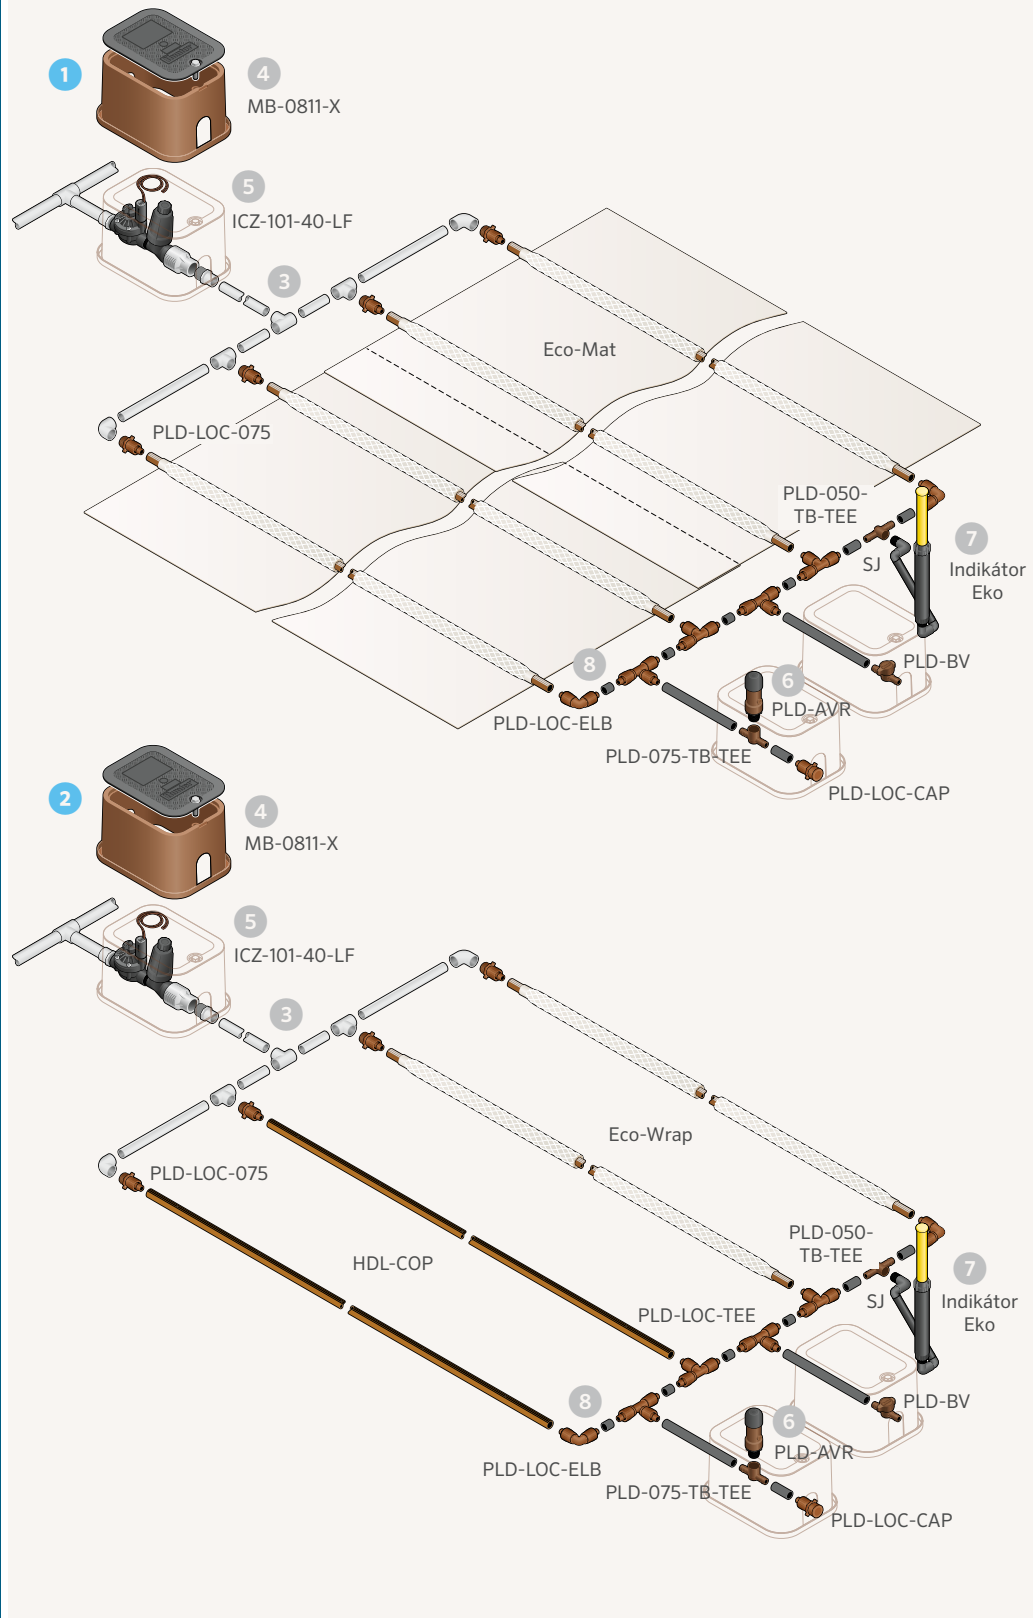 1
4
MB-0811-X
5
ICZ-101-40-LF
3
Eco-Mat
PLD-LOC-075
PLD-050-
TB-TEE
SJ
7
Indikátor
Eko
8
PLD-BV
6
PLD-AVR
PLD-LOC-ELB
PLD-075-TB-TEE
PLD-LOC-CAP
2
4
MB-0811-X
5
ICZ-101-40-LF
3
Eco-Wrap
PLD-LOC-075
HDL-COP
PLD-050-
TB-TEE
SJ
7
Indikátor
Eko
PLD-LOC-TEE
8
PLD-BV
6
PLD-AVR
PLD-LOC-ELB
PLD-075-TB-TEE
PLD-LOC-CAP